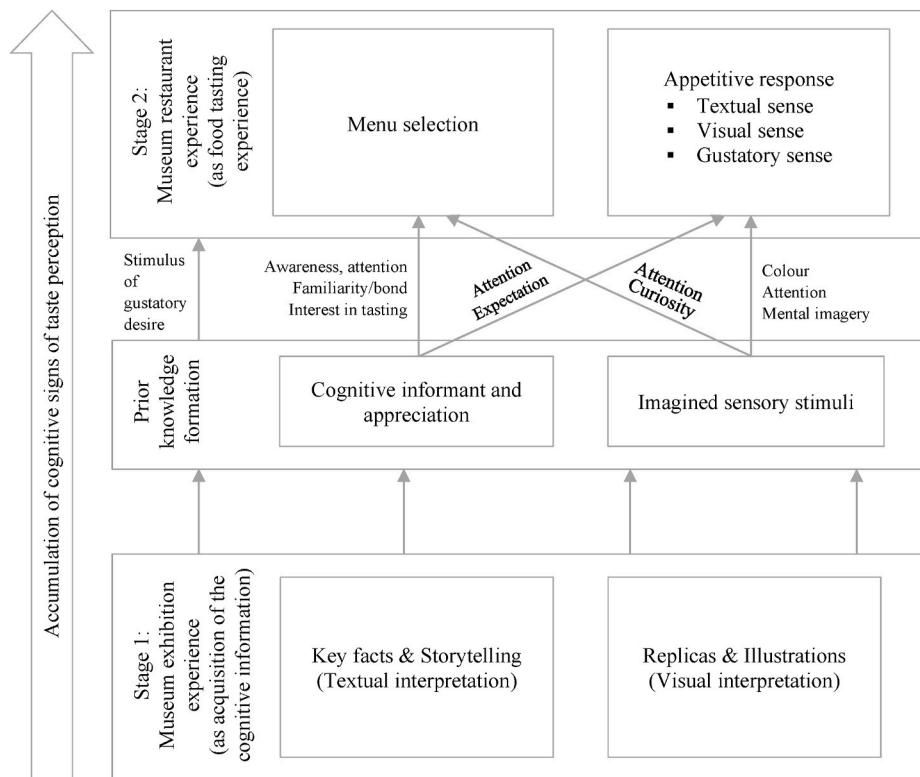 Accumulation of cognitive signs of taste perception
Stage 2:
Museum restaurant
experience
(as food tasting
experience)
Menu selection
Appetitive response
▪ Textual sense
▪ Visual sense
▪ Gustatory sense
Stimulus
of
gustatory
desire
Awareness, attention
Familiarity/bond
Interest in tasting
Attention
Expectation
Attention
Curiosity
Colour
Attention
Mental imagery
Prior
knowledge
formation
Cognitive informant and
appreciation
Imagined sensory stimuli
Stage 1:
Museum exhibition
experience
(as acquisition of the
cognitive information)
Key facts & Storytelling
(Textual interpretation)
Replicas & Illustrations
(Visual interpretation)